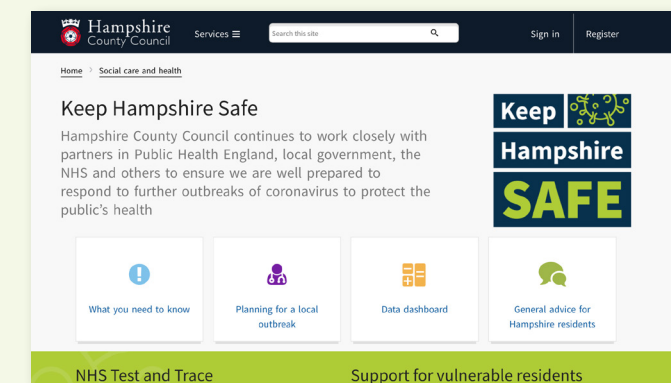 Hampshire
County Council
Services
Search this site
Sign in
Register
Home > Social care and health
Keep Hampshire Safe
Hampshire County Council continues to work closely with
partners in Public Health England, local government, the
NHS and others to ensure we are well prepared to
respond to further outbreaks of coronavirus to protect the
public's health
Keep
Hampshire
SAFE
What you need to know
Planning for a local
outbreak
Data dashboard
General advice for
Hampshire residents
NHS Test and Trace
Support for vulnerable residents